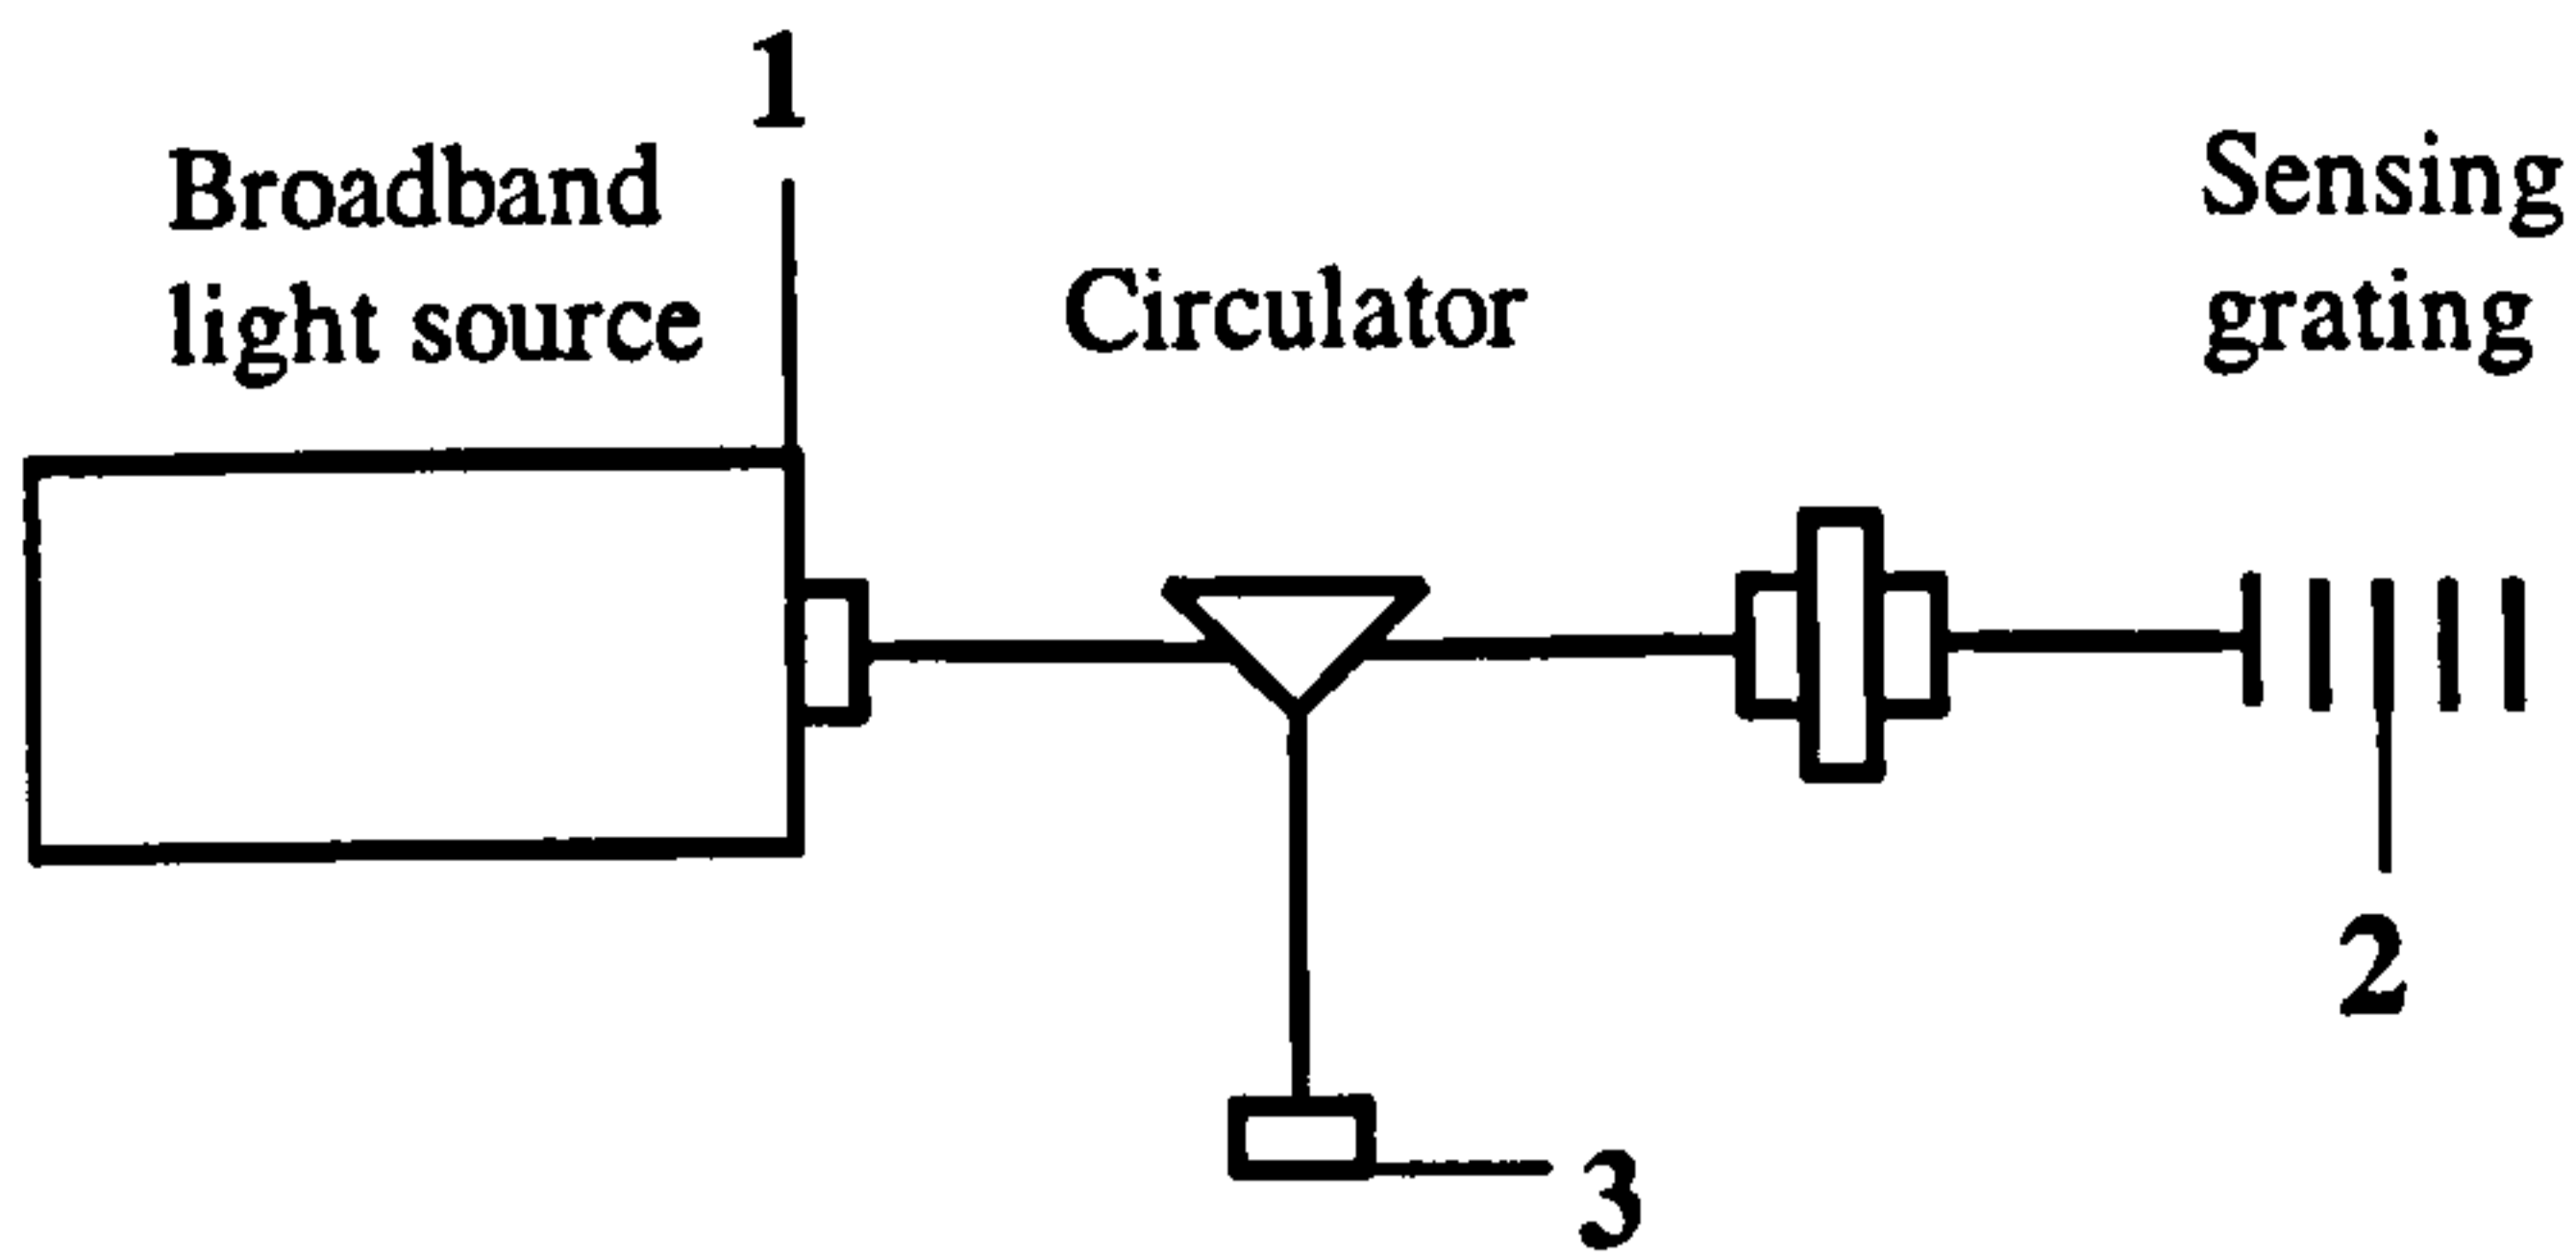 1
Broadband
light source
Circulator
Sensing
grating
2
3